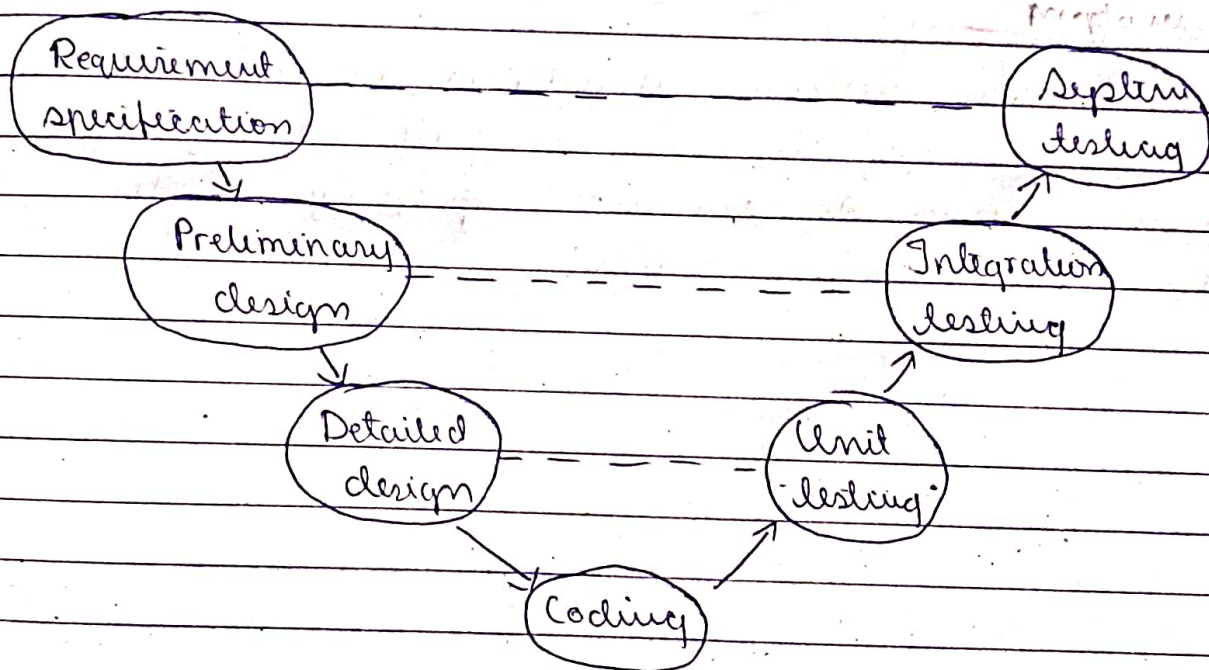 Requirement
specification
System
testing
Preliminary
design
Integration
testing
Detailed
design
Unit
testing
Coding